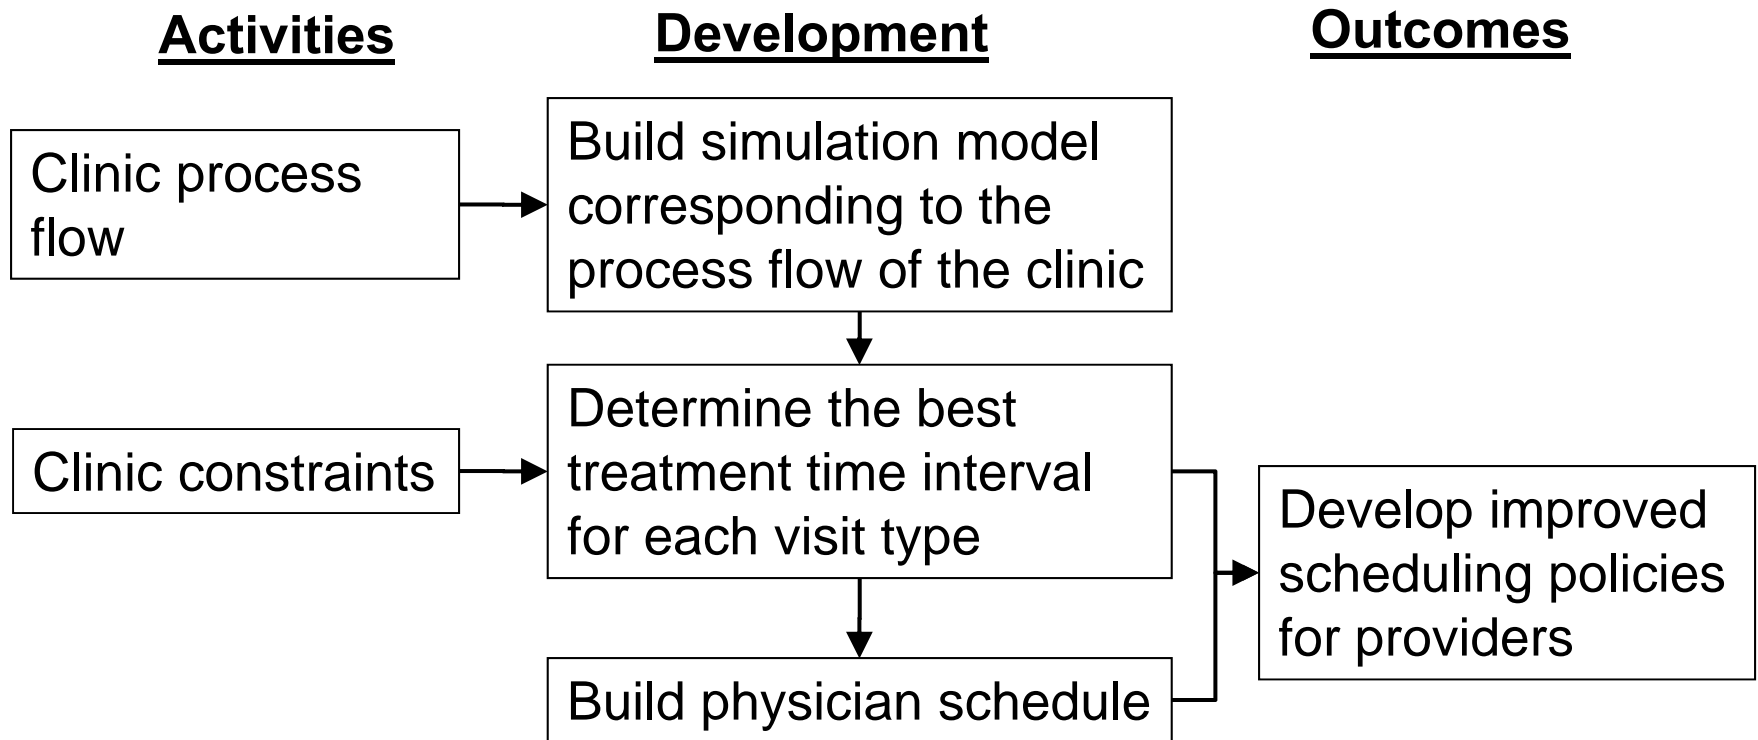 Activities
Development
Outcomes
Clinic process
flow
Build simulation model
corresponding to the
process flow of the clinic
Clinic constraints
Determine the best
treatment time interval
for each visit type
Develop improved
scheduling policies
for providers
Build physician schedule